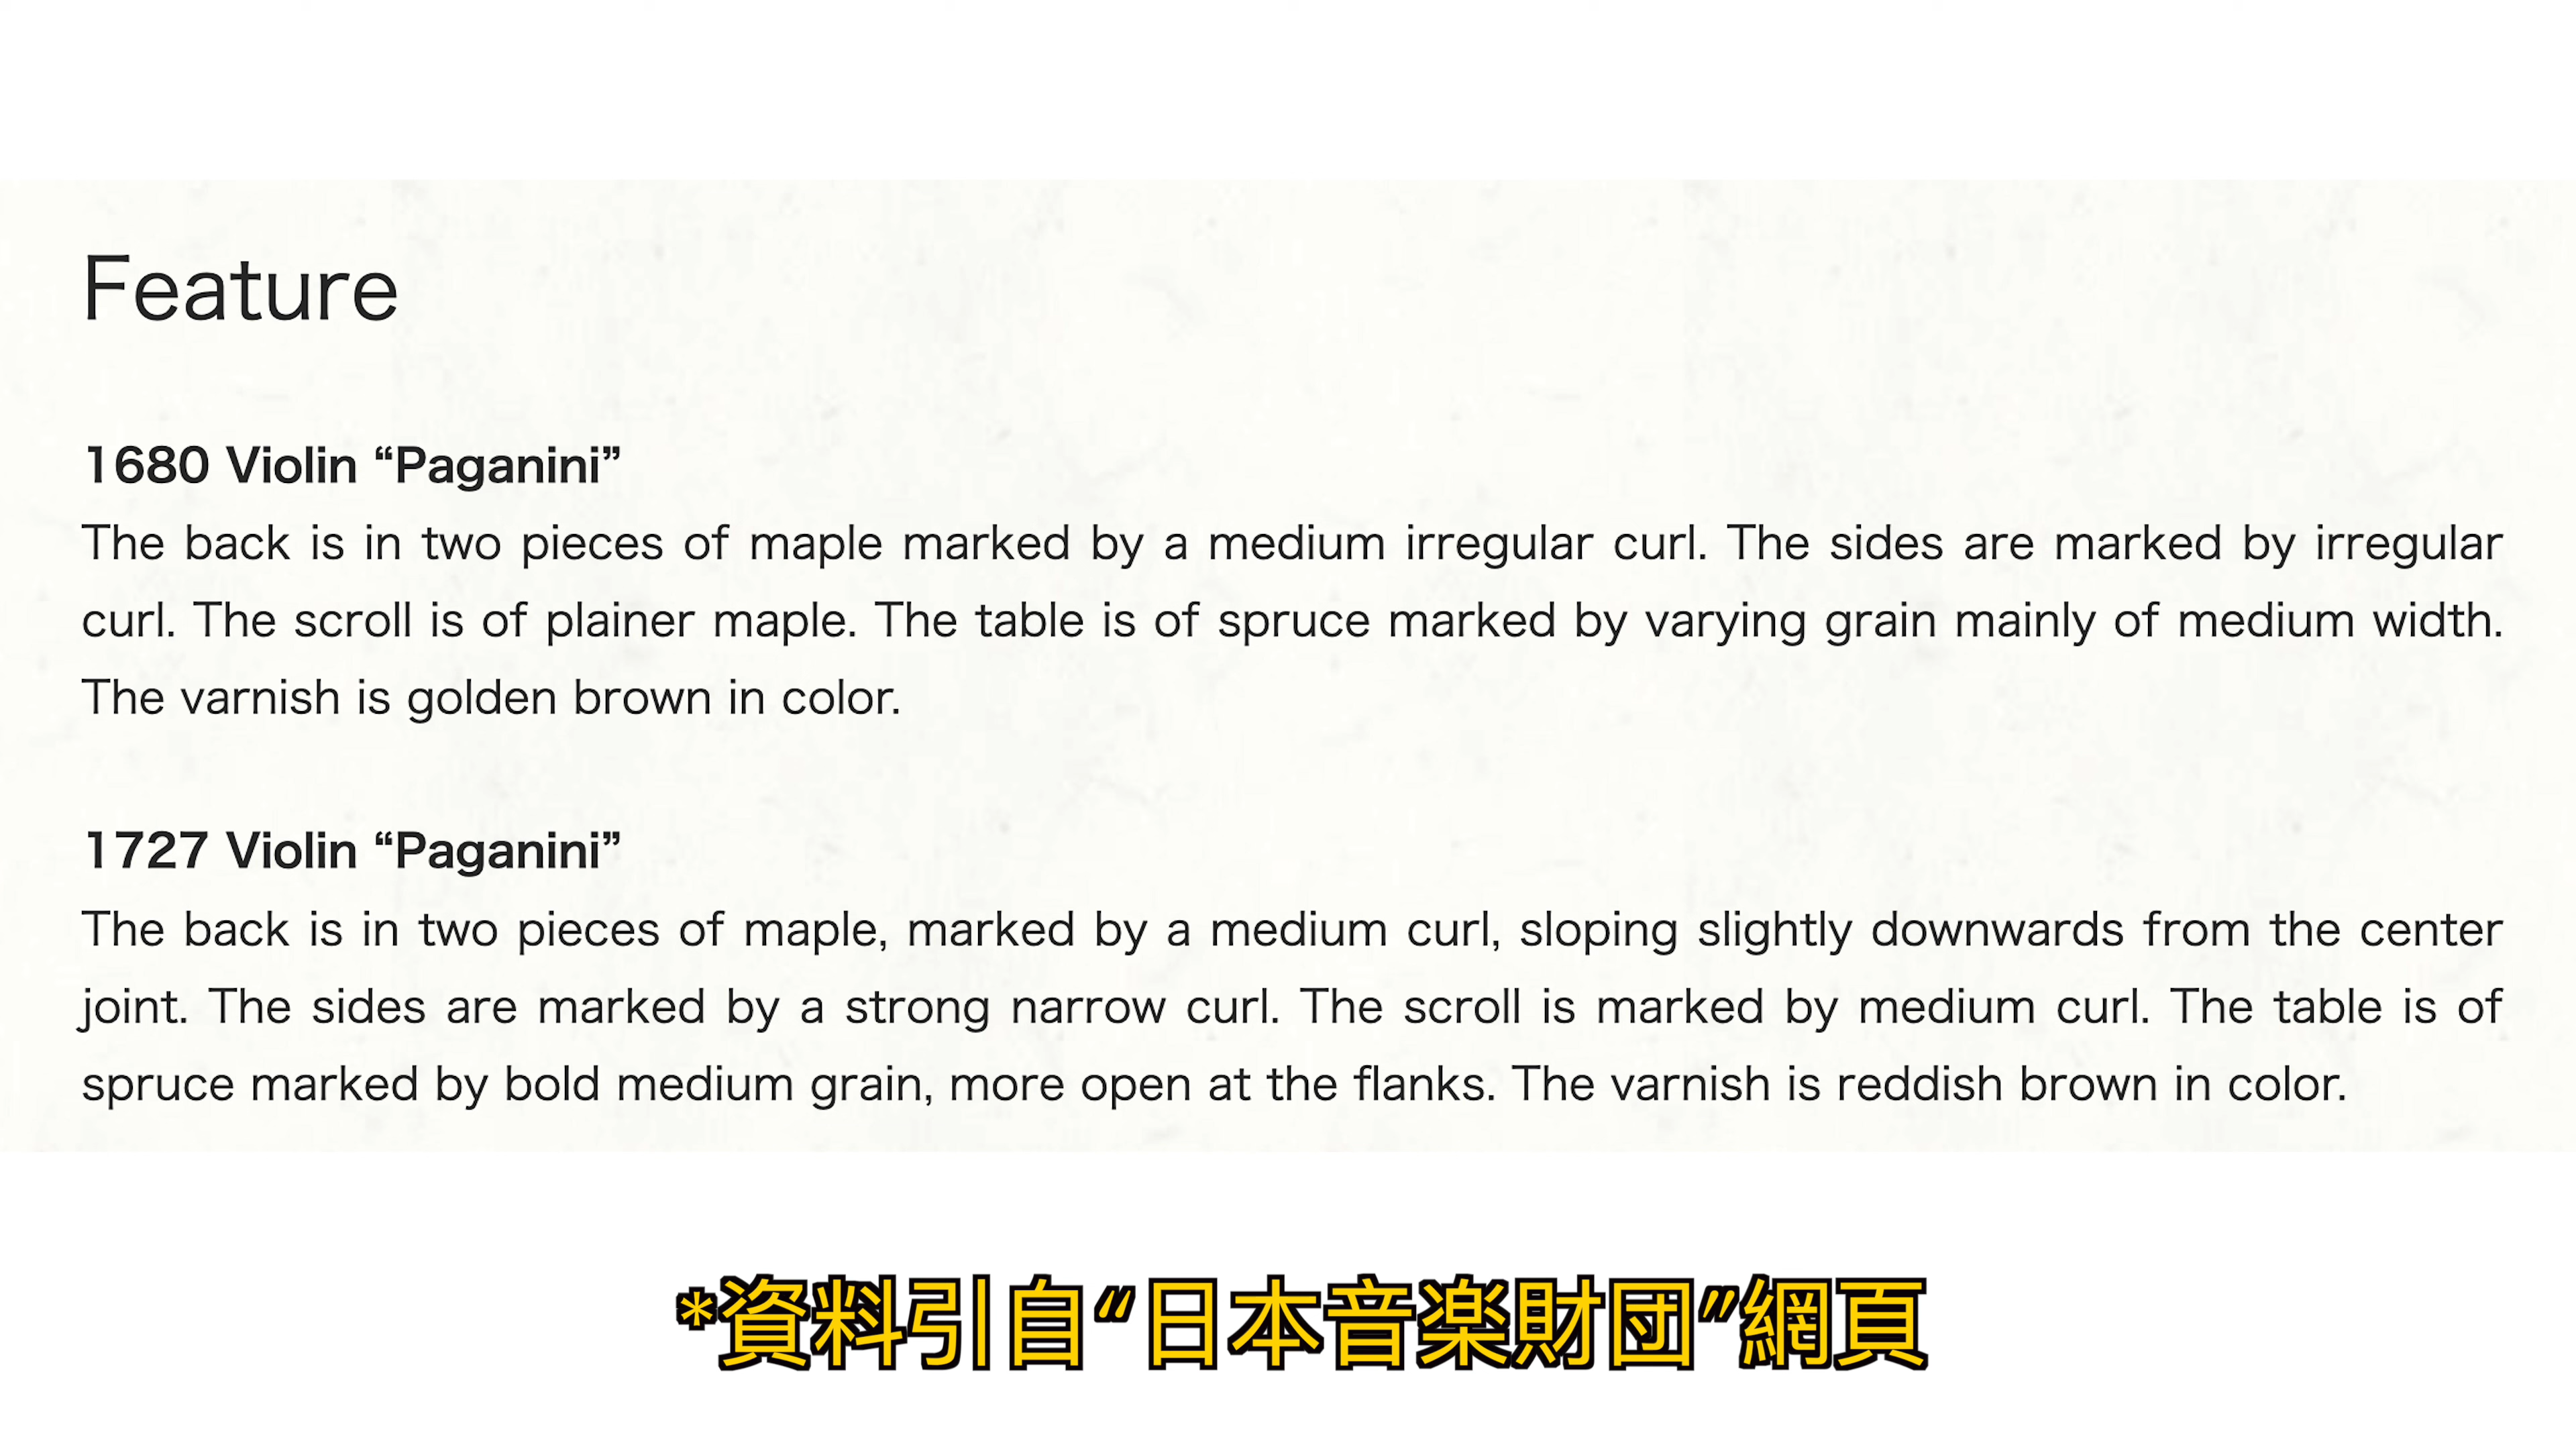 Feature
1680 Violin “Paganini”
The back is in two pieces of maple marked by a medium irregular curl. The sides are marked by irregular
curl. The scroll is of plainer maple. The table is of spruce marked by varying grain mainly of medium width.
The varnish is golden brown in color.
1727 Violin “Paganini”
The back is in two pieces of maple, marked by a medium curl, sloping slightly downwards from the center
joint. The sides are marked by a strong narrow curl. The scroll is marked by medium curl. The table is of
spruce marked by bold medium grain, more open at the flanks. The varnish is reddish brown in color.
*資料引自“日本音楽財団”網頁